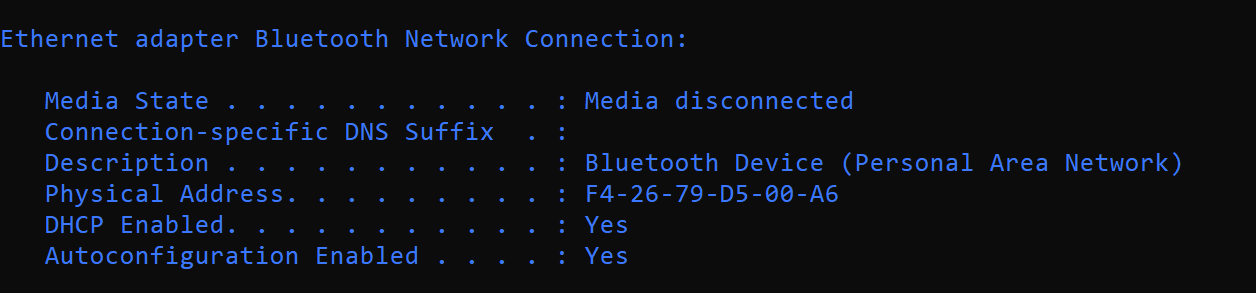 Ethernet adapter Bluetooth Network Connection:
Media State . . . . . . . . . . . : Media disconnected
Connection-specific DNS Suffix  . :
Description . . . . . . . . . . . : Bluetooth Device (Personal Area Network)
Physical Address. . . . . . . . . : F4-26-79-D5-00-A6
DHCP Enabled. . . . . . . . . . . : Yes
Autoconfiguration Enabled . . . . : Yes